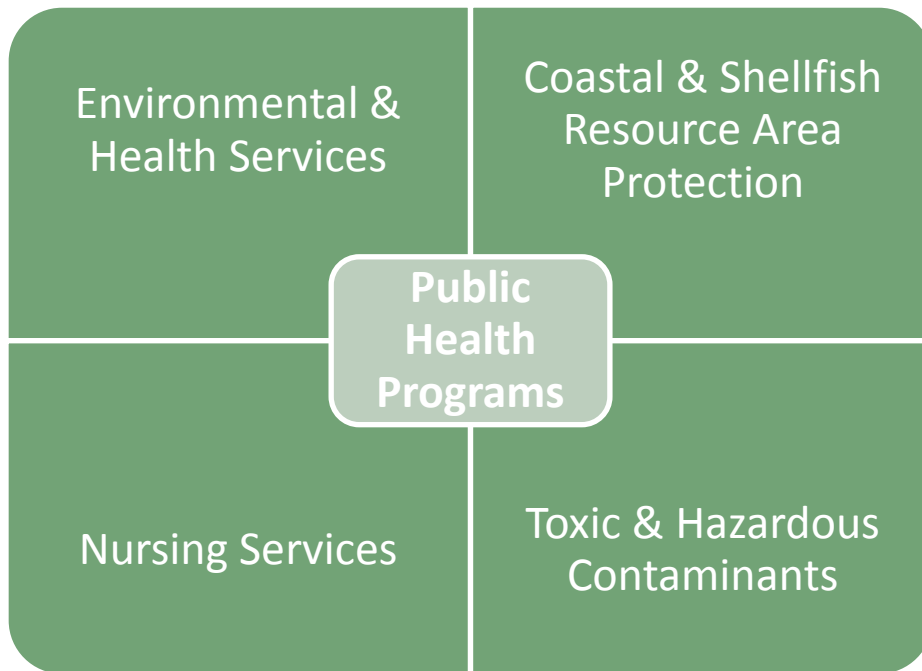 Environmental &
Health Services
Coastal & Shellfish
Resource Area
Protection
Public
Health
Programs
Nursing Services
Toxic & Hazardous
Contaminants